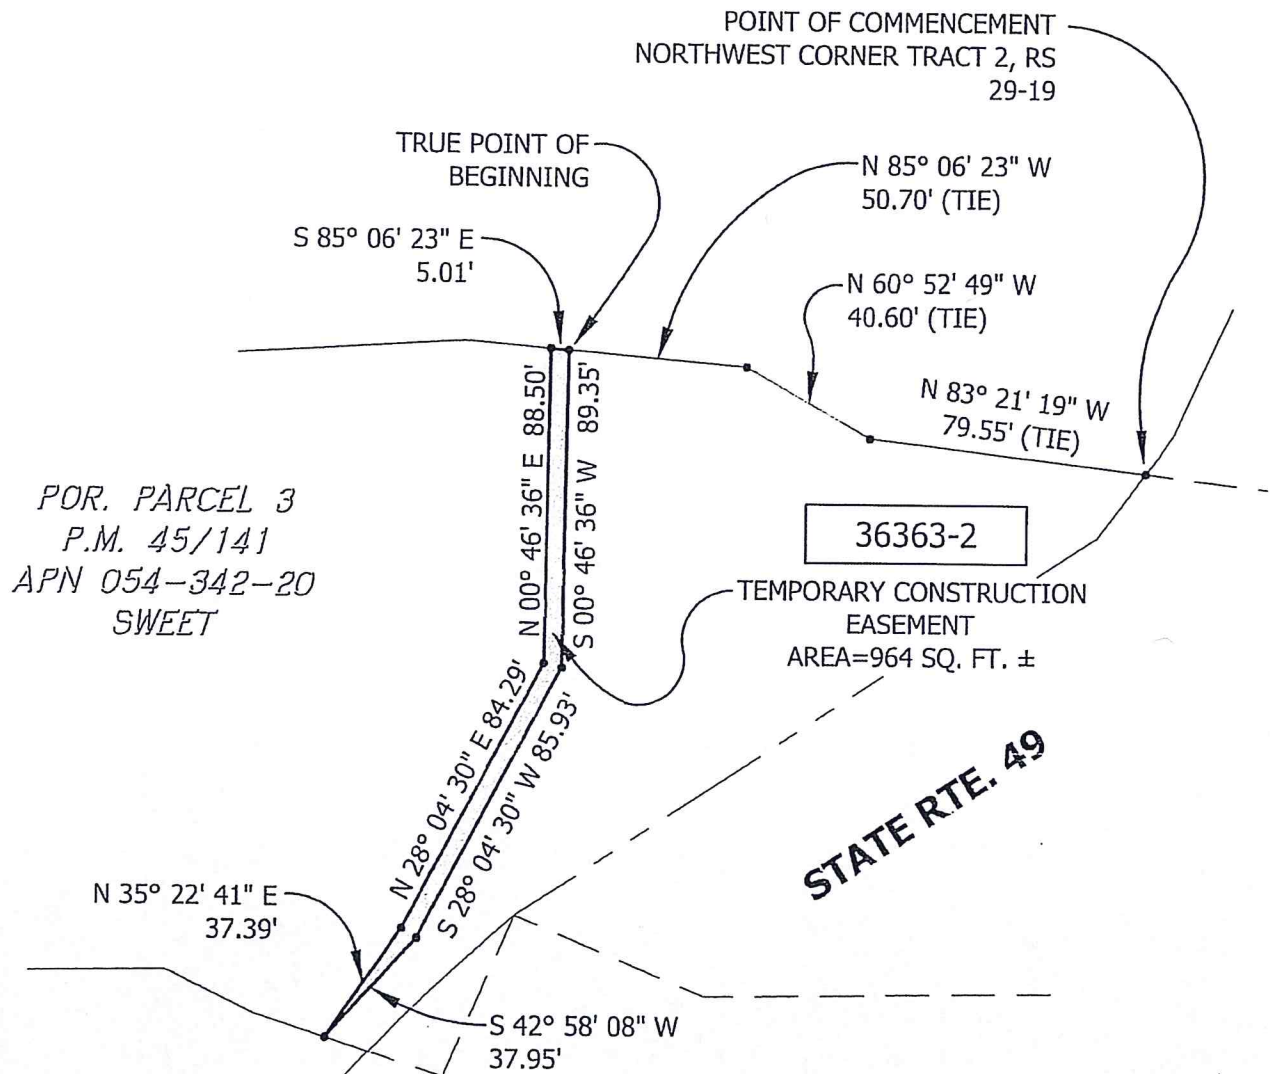 POINT OF COMMENCEMENT
NORTHWEST CORNER TRACT 2, RS
29-19
TRUE POINT OF
BEGINNING
N 85° 06' 23" W
50.70' (TIE)
S 85° 06' 23" E
5.01'
N 60° 52' 49" W
40.60' (TIE)
N 83° 21' 19" W
79.55' (TIE)
N 00° 46' 36" E 88.50'
S 00° 46' 36" W 89.35'
POR. PARCEL 3
P.M. 45/141
APN 054-342-20
SWEET
36363-2
TEMPORARY CONSTRUCTION
EASEMENT
AREA=964 SQ. FT. ±
N 28° 04' 30" E 84.29'
S 28° 04' 30" W 85.93'
STATE RTE. 49
N 35° 22' 41" E
37.39'
S 42° 58' 08" W
37.95'